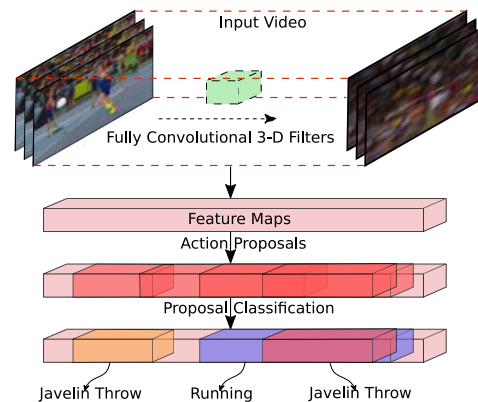 Input Video
Fully Convolutional 3-D Filters
Feature Maps
Action Proposals
Proposal Classification
Javelin Throw
Running
Javelin Throw